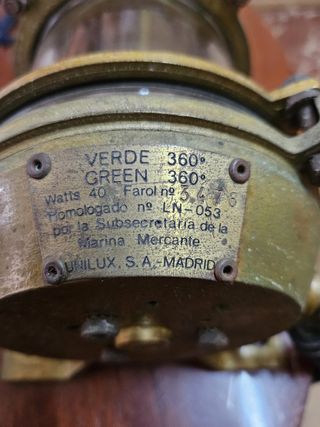 VERDE 360º
GREEN 360º
Watts 40 - Farol nº 3476
Homologado nº LN-053
por la Subsecretaría de la
Marina Mercante
UNILUX, S.A.-MADRID